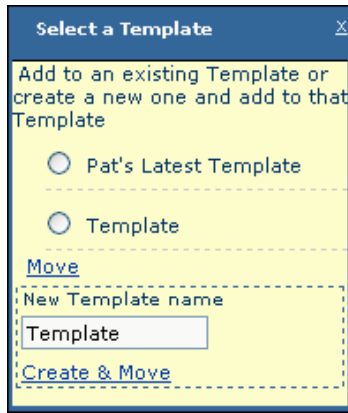 Select a Template X
Add to an existing Template or
create a new one and add to that
Template
Pat's Latest Template
Template
Move
New Template name
Template
Create & Move